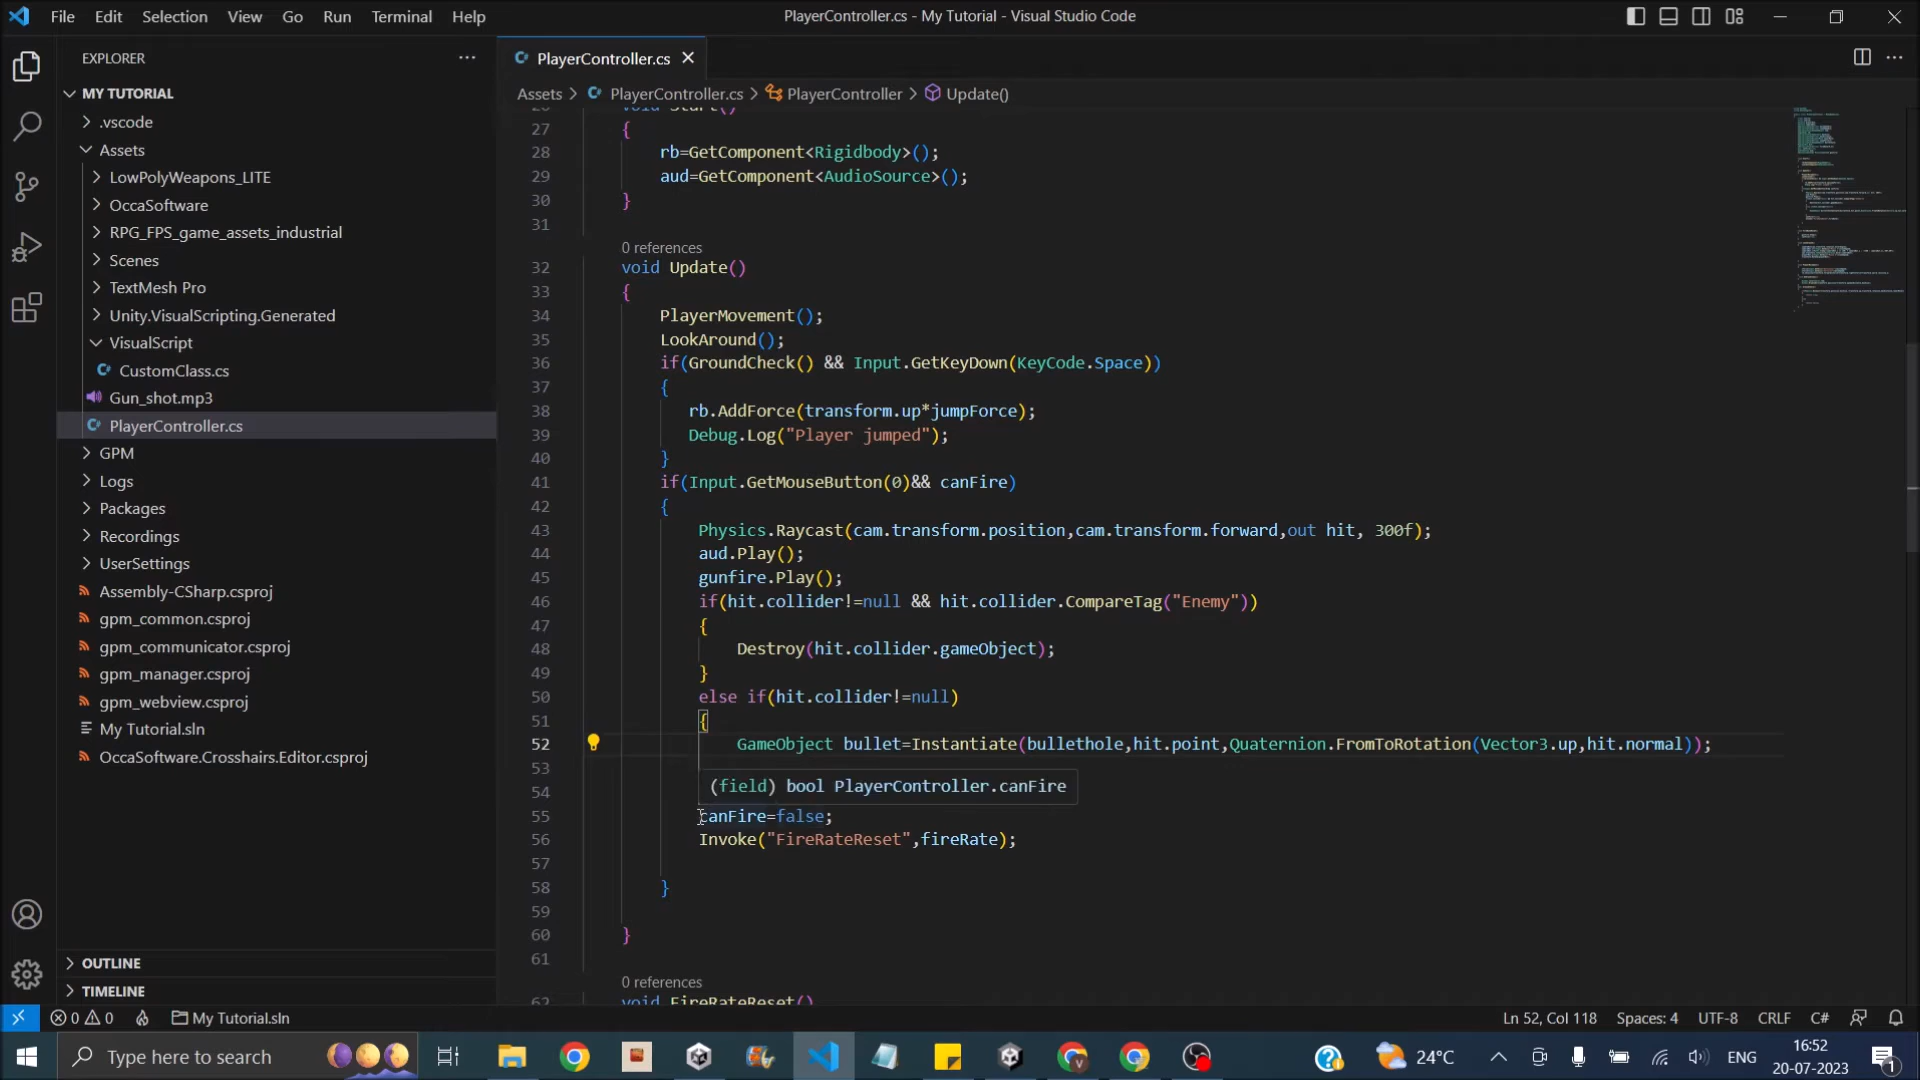 File Edit Selection View Go Run Terminal Help
PlayerController.cs - My Tutorial - Visual Studio Code
EXPLORER
MY TUTORIAL
.vscode
Assets
LowPolyWeapons_LITE
OccaSoftware
RPG_FPS_game_assets_industrial
Scenes
TextMesh Pro
Unity.VisualScripting.Generated
VisualScript
CustomClass.cs
Gun_shot.mp3
PlayerController.cs
GPM
Logs
Packages
Recordings
UserSettings
Assembly-CSharp.csproj
gpm_common.csproj
gpm_communicator.csproj
gpm_manager.csproj
gpm_webview.csproj
My Tutorial.sln
OccaSoftware.Crosshairs.Editor.csproj
OUTLINE
TIMELINE
PlayerController.cs
Assets > PlayerController.cs > PlayerController > Update()
26 void Start()
27 {
28 rb=GetComponent<Rigidbody>();
29 aud=GetComponent<AudioSource>();
30 }
31
0 references
32 void Update()
33 {
34 PlayerMovement();
35 LookAround();
36 if(GroundCheck() && Input.GetKeyDown(KeyCode.Space))
37 {
38 rb.AddForce(transform.up*jumpForce);
39 Debug.Log("Player jumped");
40 }
41 if(Input.GetMouseButton(0)&& canFire)
42 {
43 Physics.Raycast(cam.transform.position,cam.transform.forward,out hit, 300f);
44 aud.Play();
45 gunfire.Play();
46 if(hit.collider!=null && hit.collider.CompareTag("Enemy"))
47 {
48 Destroy(hit.collider.gameObject);
49 }
50 else if(hit.collider!=null)
51 {
52 GameObject bullet=Instantiate(bullethole,hit.point,Quaternion.FromToRotation(Vector3.up,hit.normal));
53
(field) bool PlayerController.canFire
54
55 canFire=false;
56 Invoke("FireRateReset",fireRate);
57
58 }
59
60 }
61
0 references
62 void FireRateReset()
0 0 My Tutorial.sln
Ln 52, Col 118 Spaces: 4 UTF-8 CRLF C#
Type here to search
24°C ENG 16:52
20-07-2023
1